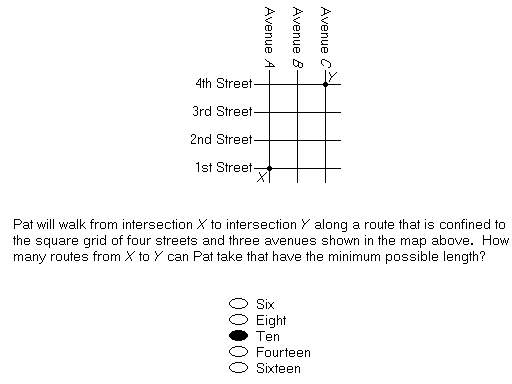 Avenue A
Avenue B
Avenue C
Y
4th Street
3rd Street
2nd Street
1st Street
X
Pat will walk from intersection X to intersection Y along a route that is confined to
the square grid of four streets and three avenues shown in the map above. How
many routes from X to Y can Pat take that have the minimum possible length?
Six
Eight
Ten
Fourteen
Sixteen